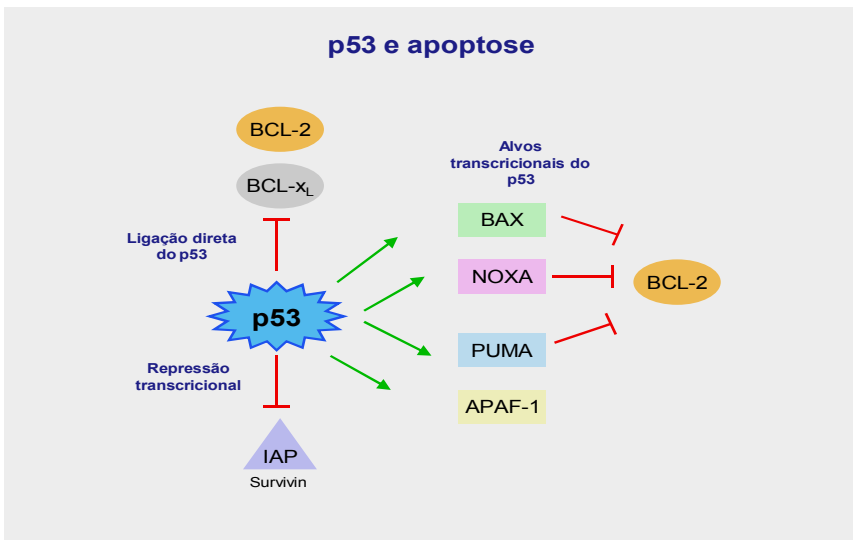 p53 e apoptose
BCL-2
BCL-xL
Ligação direta
do p53
p53
Repressão
transcricional
IAP
Survivin
Alvos
transcricionais do
p53
BAX
NOXA
PUMA
APAF-1
BCL-2